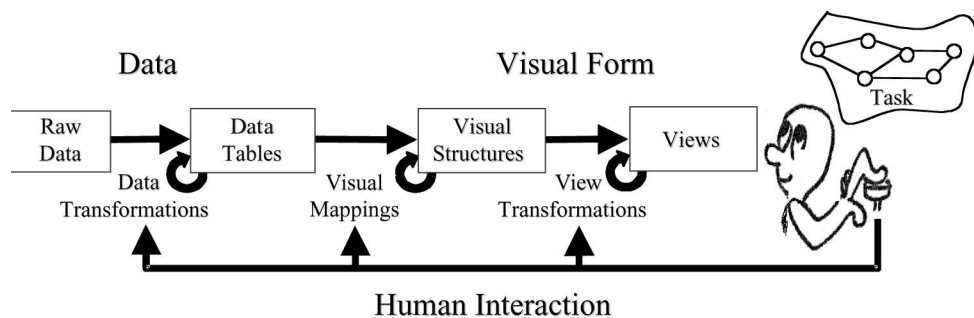 Data
Visual Form
Task
Raw
Data
Data
Tables
Visual
Structures
Views
Data
Transformations
Visual
Mappings
View
Transformations
Human Interaction